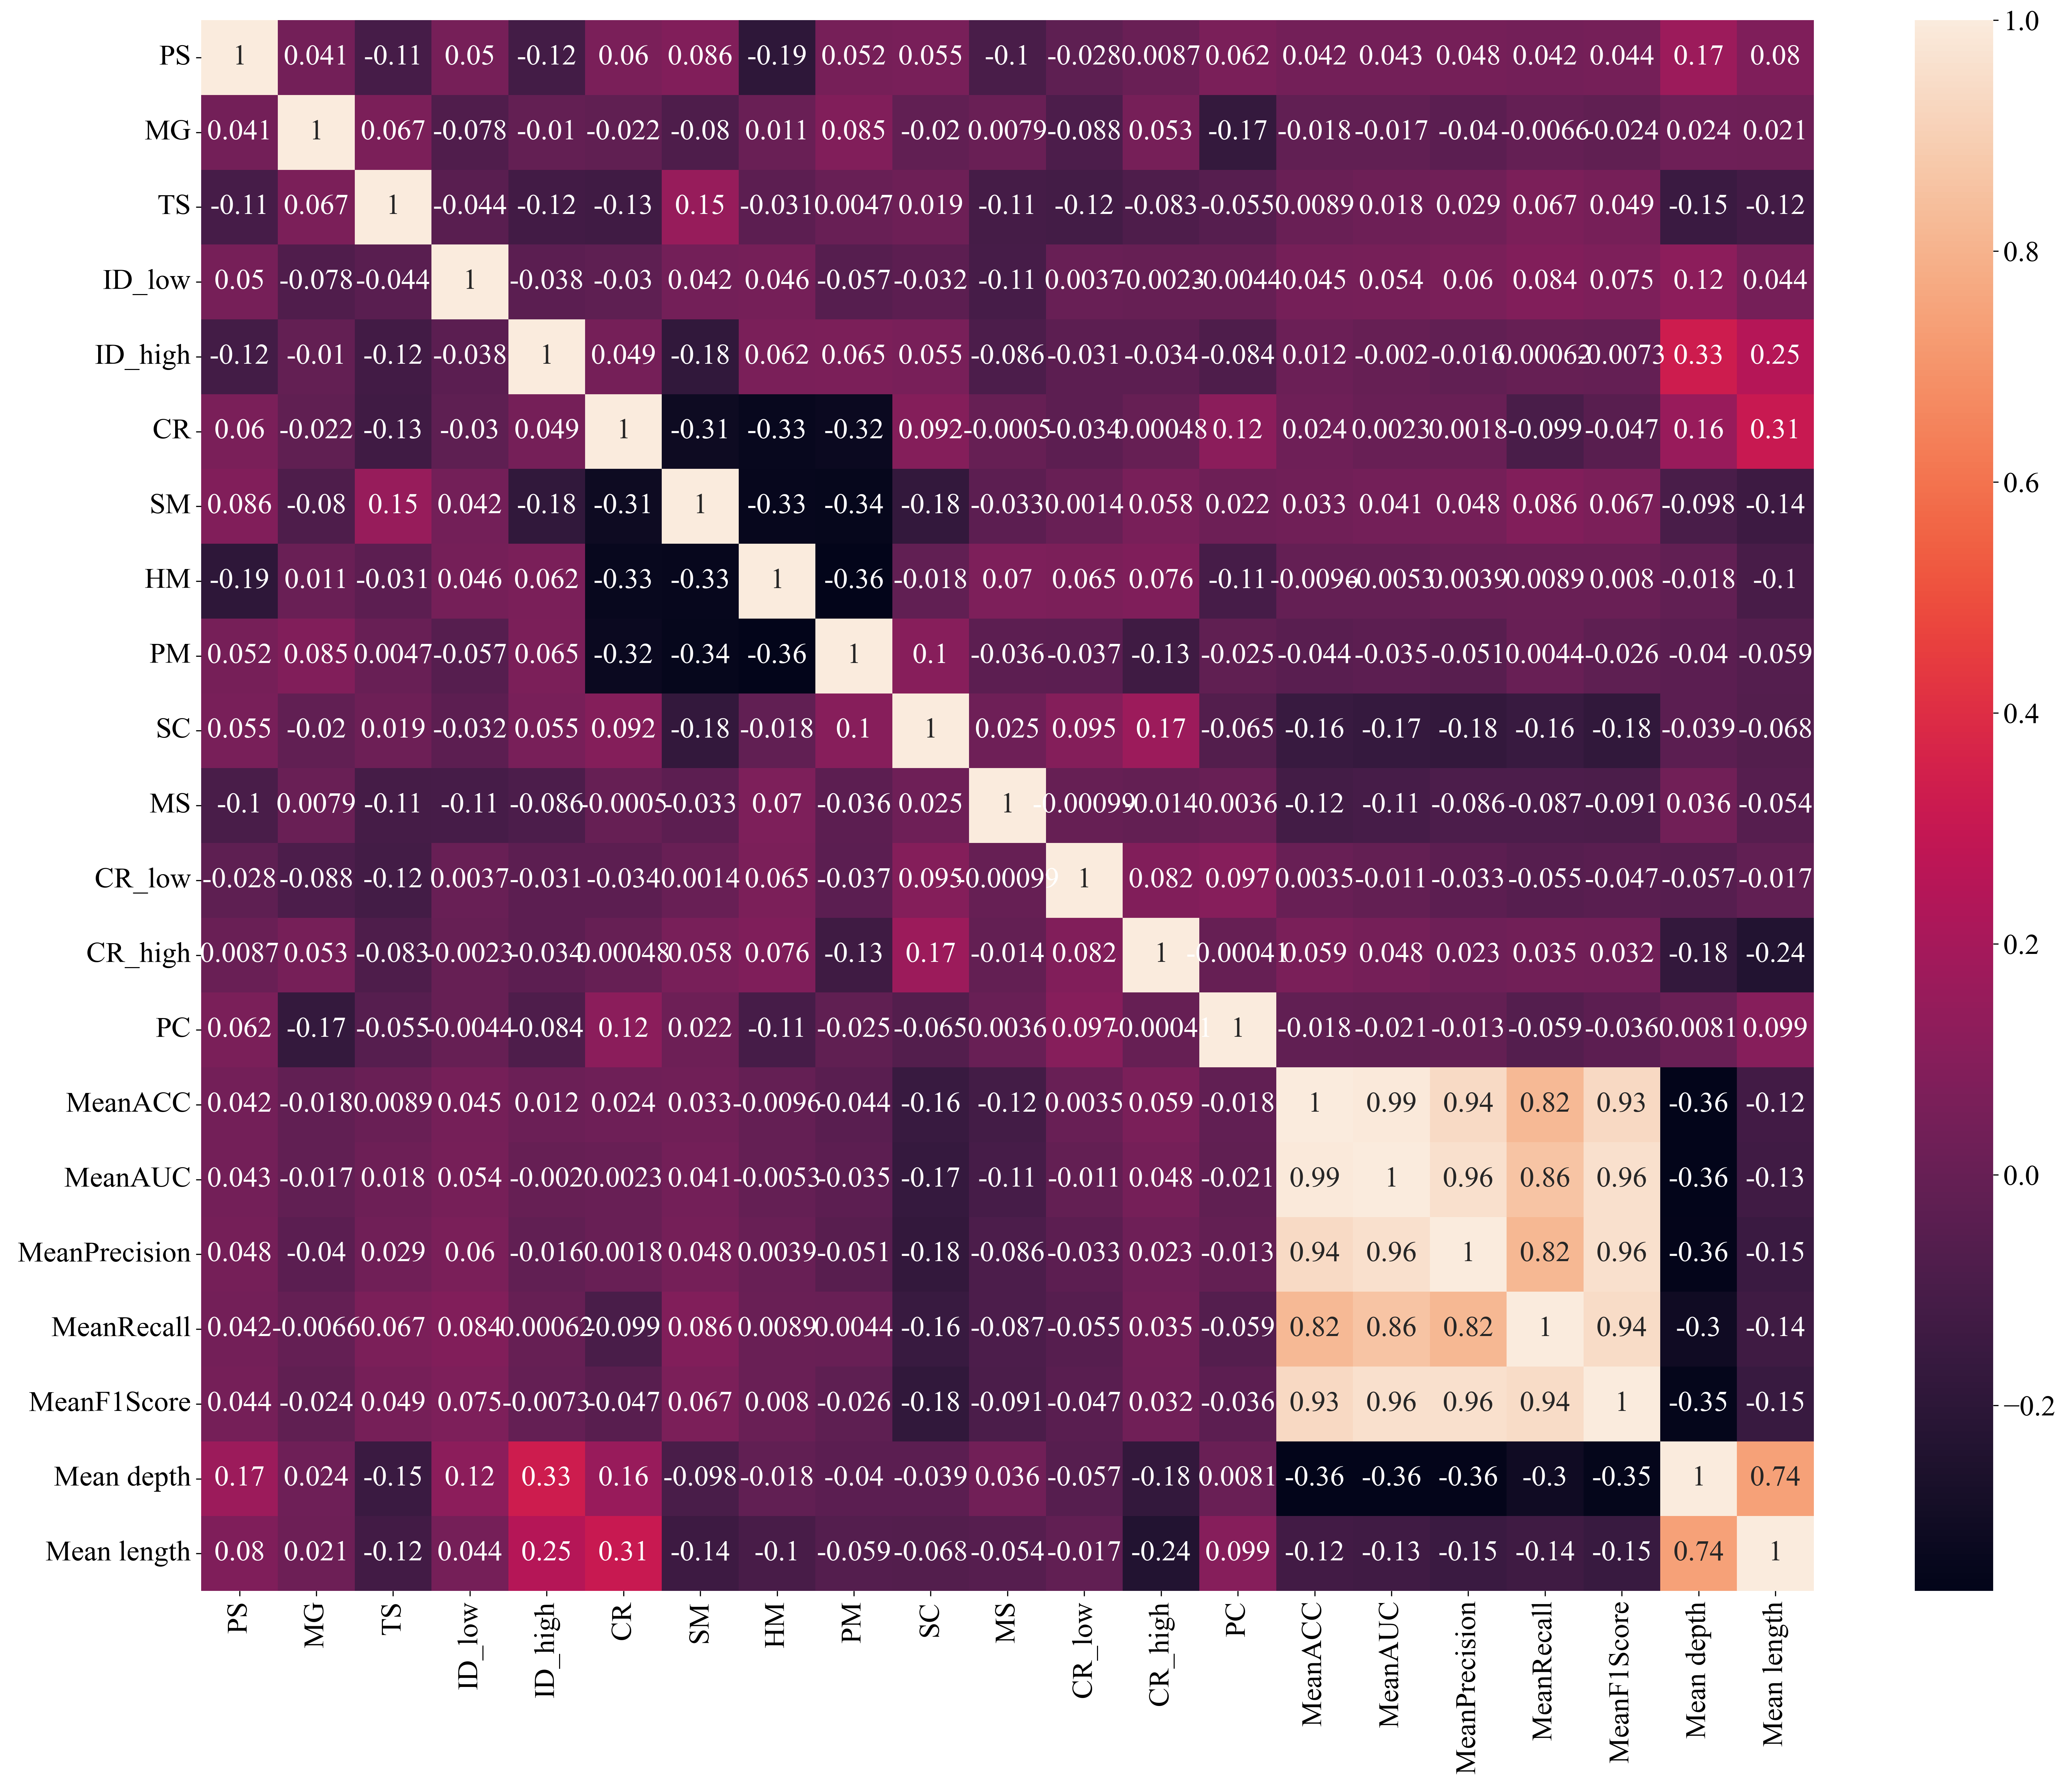 PS 1 0.041 -0.11 0.05 -0.12 0.06 0.086 -0.19 0.052 0.055 -0.1 -0.028 0.0087 0.062 0.042 0.043 0.048 0.042 0.044 0.17 0.08
MG 0.041 1 0.067 -0.078 -0.01 -0.022 -0.08 0.011 0.085 -0.02 0.0079 -0.088 0.053 -0.17 -0.018 -0.017 -0.04 -0.0066 -0.024 0.024 0.021
TS -0.11 0.067 1 -0.044 -0.12 -0.13 0.15 -0.031 0.0047 0.019 -0.11 -0.12 -0.083 -0.055 0.0089 0.018 0.029 0.067 0.049 -0.15 -0.12
ID_low 0.05 -0.078 -0.044 1 -0.038 -0.03 0.042 0.046 -0.057 -0.032 -0.11 0.0037 -0.0023 -0.0044 0.045 0.054 0.06 0.084 0.075 0.12 0.044
ID_high -0.12 -0.01 -0.12 -0.038 1 0.049 -0.18 0.062 0.065 0.055 -0.086 -0.031 -0.034 -0.084 0.012 -0.002 -0.016 -0.0073 0.33 0.25
CR 0.06 -0.022 -0.13 -0.03 0.049 1 -0.31 -0.33 -0.32 0.092 -0.0005 -0.034 0.12 0.024 0.0023 0.0018 -0.099 -0.047 0.16 0.31
SM 0.086 -0.08 0.15 0.042 -0.18 -0.31 1 -0.33 -0.34 -0.18 -0.033 0.0014 0.058 0.022 0.033 0.041 0.048 0.086 0.067 -0.098 -0.14
HM -0.19 0.011 -0.031 0.046 0.062 -0.33 -0.33 1 -0.36 -0.018 0.07 0.065 0.076 -0.11 -0.0096 -0.0053 0.0039 0.0089 0.008 -0.018 -0.1
PM 0.052 0.085 0.0047 -0.057 0.065 -0.32 -0.34 -0.36 1 0.1 -0.036 -0.037 -0.13 -0.025 -0.044 -0.035 -0.051 0.0044 -0.026 -0.04 -0.059
SC 0.055 -0.02 0.019 -0.032 0.055 0.092 -0.18 -0.018 0.1 1 0.025 0.095 0.17 -0.065 -0.16 -0.17 -0.18 -0.16 -0.18 -0.039 -0.068
MS -0.1 0.0079 -0.11 -0.11 -0.086 -0.0005 -0.033 0.07 -0.036 0.025 1 -0.00099 -0.014 0.0036 -0.12 -0.11 -0.086 -0.087 -0.091 0.036 -0.054
CR_low -0.028 -0.088 -0.12 0.0037 -0.031 -0.034 0.0014 0.065 -0.037 0.095 -0.00099 1 0.082 0.097 0.0035 -0.011 -0.033 -0.055 -0.047 -0.057 -0.017
CR_high 0.0087 0.053 -0.083 -0.0023 -0.034 0.058 0.076 -0.13 0.17 -0.014 0.082 1 -0.00041 0.059 0.048 0.023 0.035 0.032 -0.18 -0.24
PC 0.062 -0.17 -0.055 -0.0044 -0.084 0.12 0.022 -0.11 -0.025 -0.065 0.0036 0.097 -0.00041 1 -0.018 -0.021 -0.013 -0.059 -0.036 0.0081 0.099
MeanACC 0.042 -0.018 0.0089 0.045 0.012 0.024 0.033 -0.0096 -0.044 -0.16 -0.12 0.0035 0.059 -0.018 1 0.99 0.94 0.82 0.93 -0.36 -0.12
MeanAUC 0.043 -0.017 0.018 0.054 -0.002 0.0023 0.041 -0.0053 -0.035 -0.17 -0.11 -0.011 0.048 -0.021 0.99 1 0.96 0.86 0.96 -0.36 -0.13
MeanPrecision 0.048 -0.04 0.029 0.06 -0.016 0.0018 0.048 0.0039 -0.051 -0.18 -0.086 -0.033 0.023 -0.013 0.94 0.96 1 0.82 0.96 -0.36 -0.15
MeanRecall 0.042 -0.0066 0.067 0.084 -0.099 0.086 0.0089 0.0044 -0.16 -0.087 -0.055 0.035 -0.059 0.82 0.86 0.82 1 0.94 -0.3 -0.14
MeanF1Score 0.044 -0.024 0.049 0.075 -0.0073 -0.047 0.067 0.008 -0.026 -0.18 -0.091 -0.047 0.032 -0.036 0.93 0.96 0.96 0.94 1 -0.35 -0.15
Mean depth 0.17 0.024 -0.15 0.12 0.33 0.16 -0.098 -0.018 -0.04 -0.039 0.036 -0.057 -0.18 0.0081 -0.36 -0.36 -0.36 -0.3 -0.35 1 0.74
Mean length 0.08 0.021 -0.12 0.044 0.25 0.31 -0.14 -0.1 -0.059 -0.068 -0.054 -0.017 -0.24 0.099 -0.12 -0.13 -0.15 -0.14 -0.15 0.74 1
PS MG TS ID_low ID_high CR SM HM PM SC MS CR_low CR_high PC MeanACC MeanAUC MeanPrecision MeanRecall MeanF1Score Mean depth Mean length
1.0
0.8
0.6
0.4
0.2
0.0
−0.2